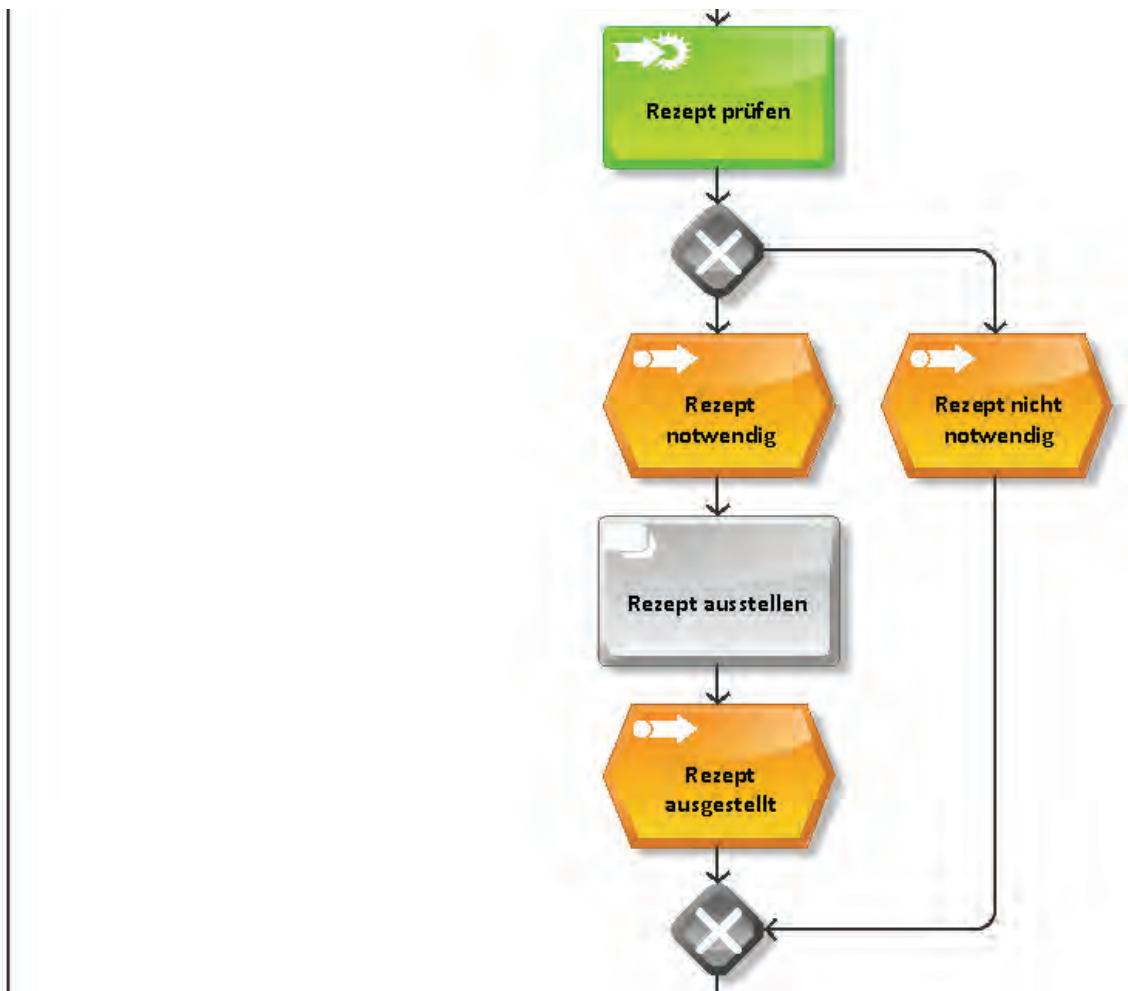 Rezept prüfen
Rezept
notwendig
Rezept nicht
notwendig
Rezept ausstellen
Rezept
ausgestellt